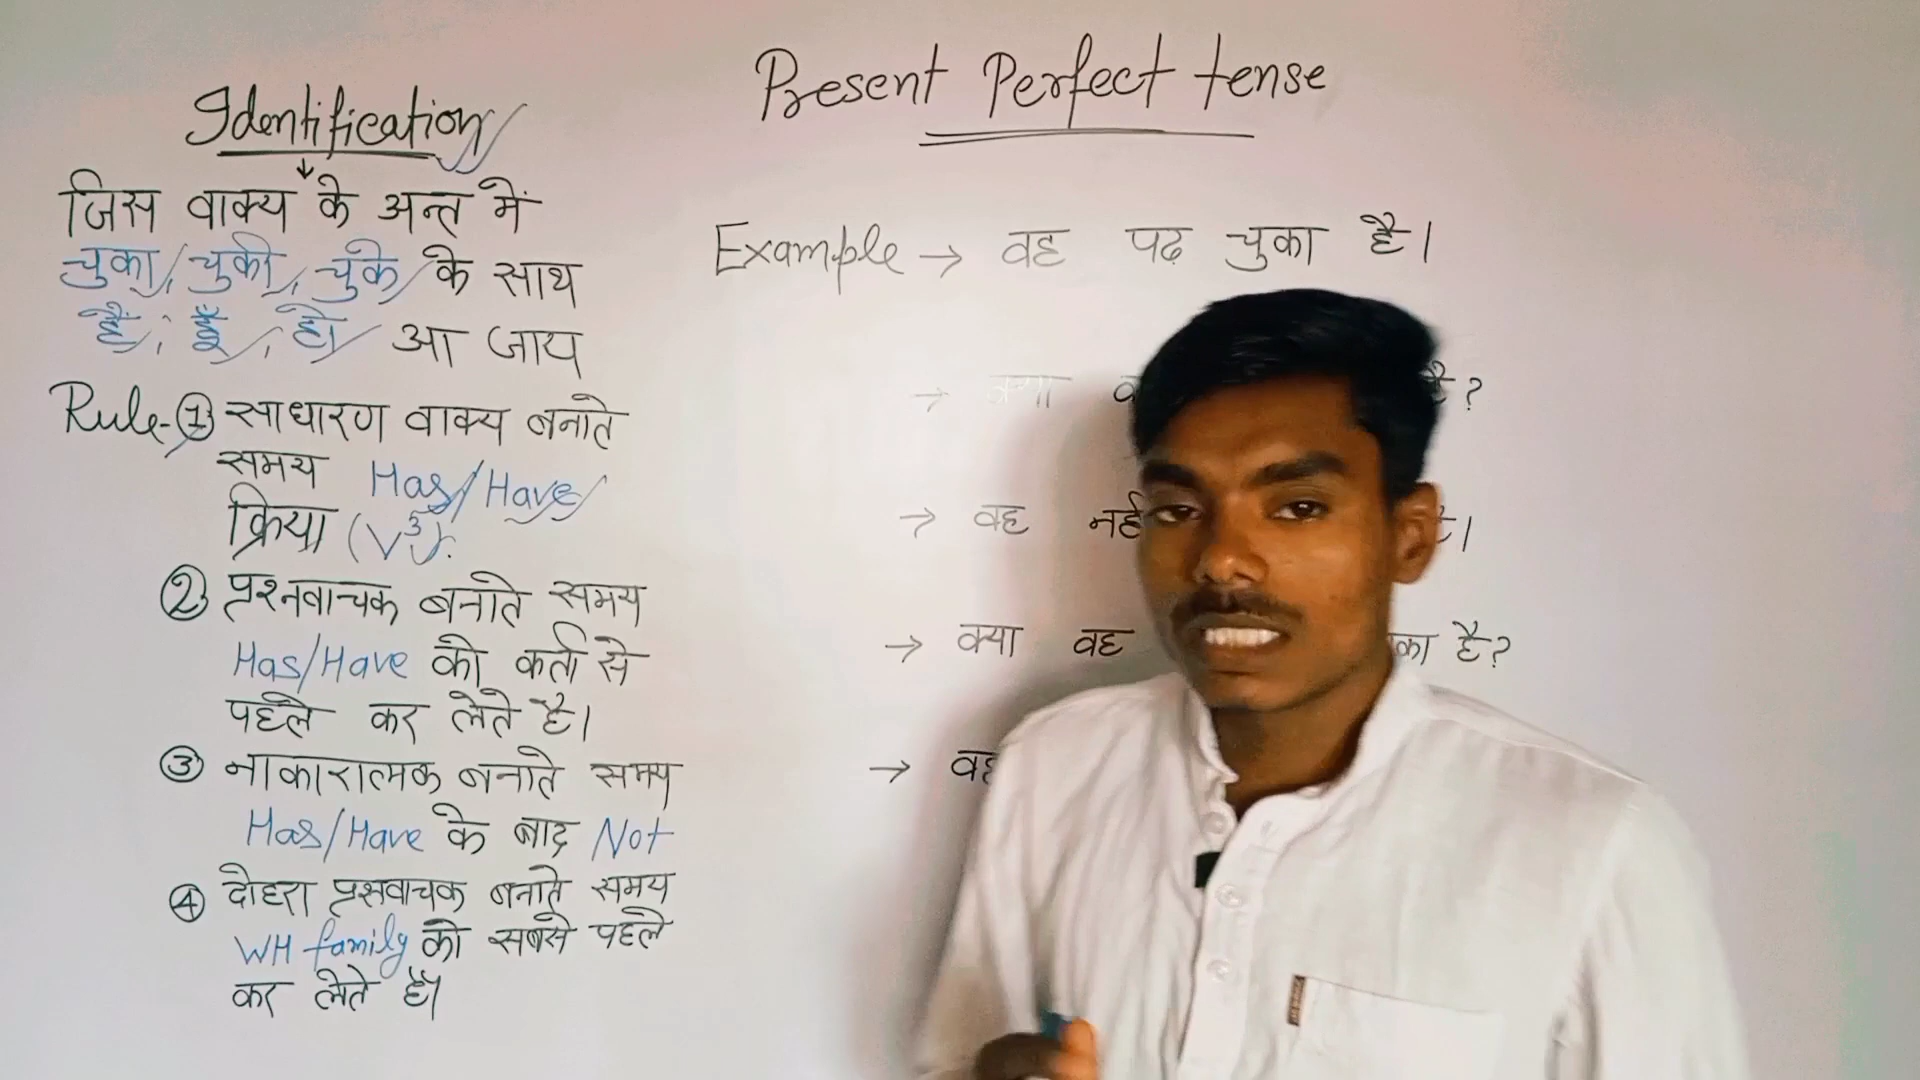 Present Perfect tense
Identification
जिस वाक्य के अन्त में
चुका, चुकी, चुके के साथ
है, हूँ, हो आ जाय
Rule-① साधारण वाक्य बनाते
समय Has/Have
क्रिया (V³).
② प्रश्नवाचक बनाते समय
Has/Have को कर्ता से
पहले कर लेते है।
③ नाकारात्मक बनाते समय
Has/Have के बाद Not
④ दोहरा प्रश्नवाचक बनाते समय
WH family को सबसे पहले
कर लेते है।
Example → वह पढ़ चुका है।
→ क्या है?
→ वह है।
→ क्या वह है?
→ वह